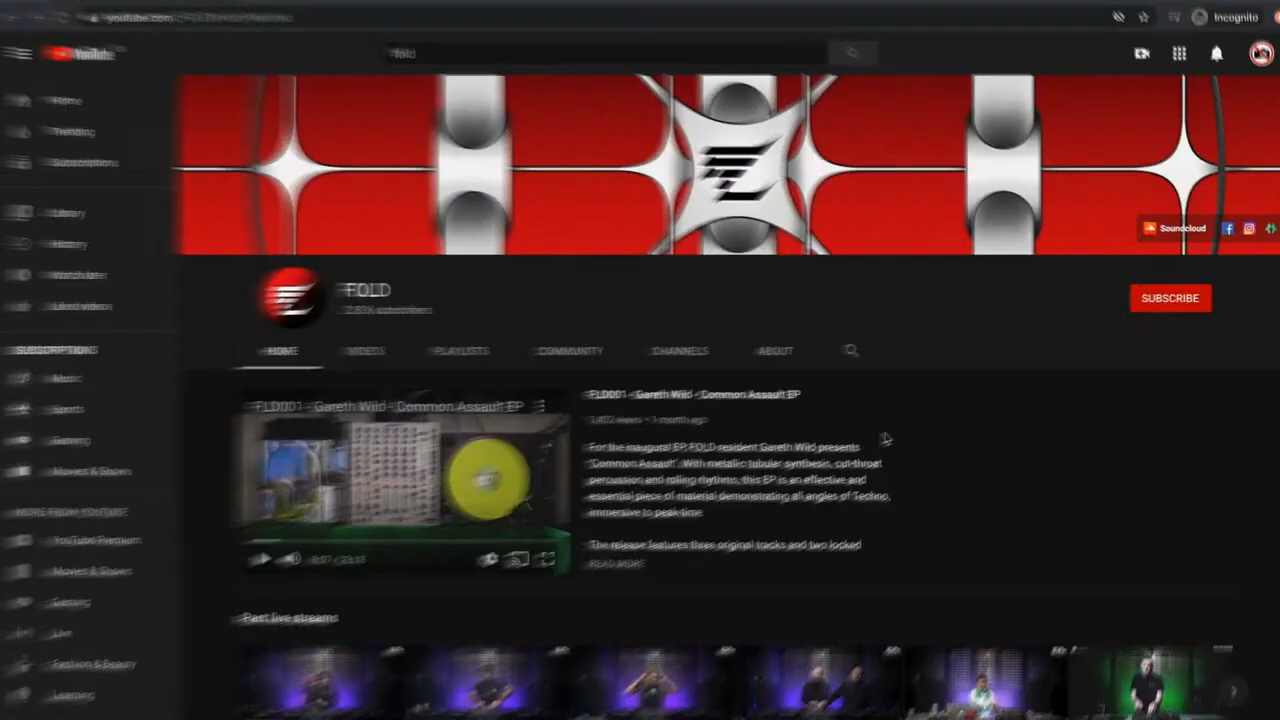 Incognito
YouTube
fold
Home
Trending
Subscriptions
Library
History
Watch later
Liked videos
SUBSCRIPTIONS
Music
Sports
Gaming
Movies & Shows
MORE FROM YOUTUBE
YouTube Premium
Movies & Shows
Gaming
Live
Fashion & Beauty
Learning
Soundcloud
FOLD
subscribers
SUBSCRIBE
HOME VIDEOS PLAYLISTS COMMUNITY CHANNELS ABOUT
FLD001 - Gareth Wild - Common Assault EP
FLD001 - Gareth Wild - Common Assault EP
views • 1 month ago
For the inaugural EP, FOLD resident Gareth Wild presents
"Common Assault". With metallic tubular synthesis, cut-throat
percussion and rolling rhythms, this EP is an effective and
essential piece of material demonstrating all angles of Techno,
immersive to peak-time.
The release features three original tracks and two locked
READ MORE
Past live streams